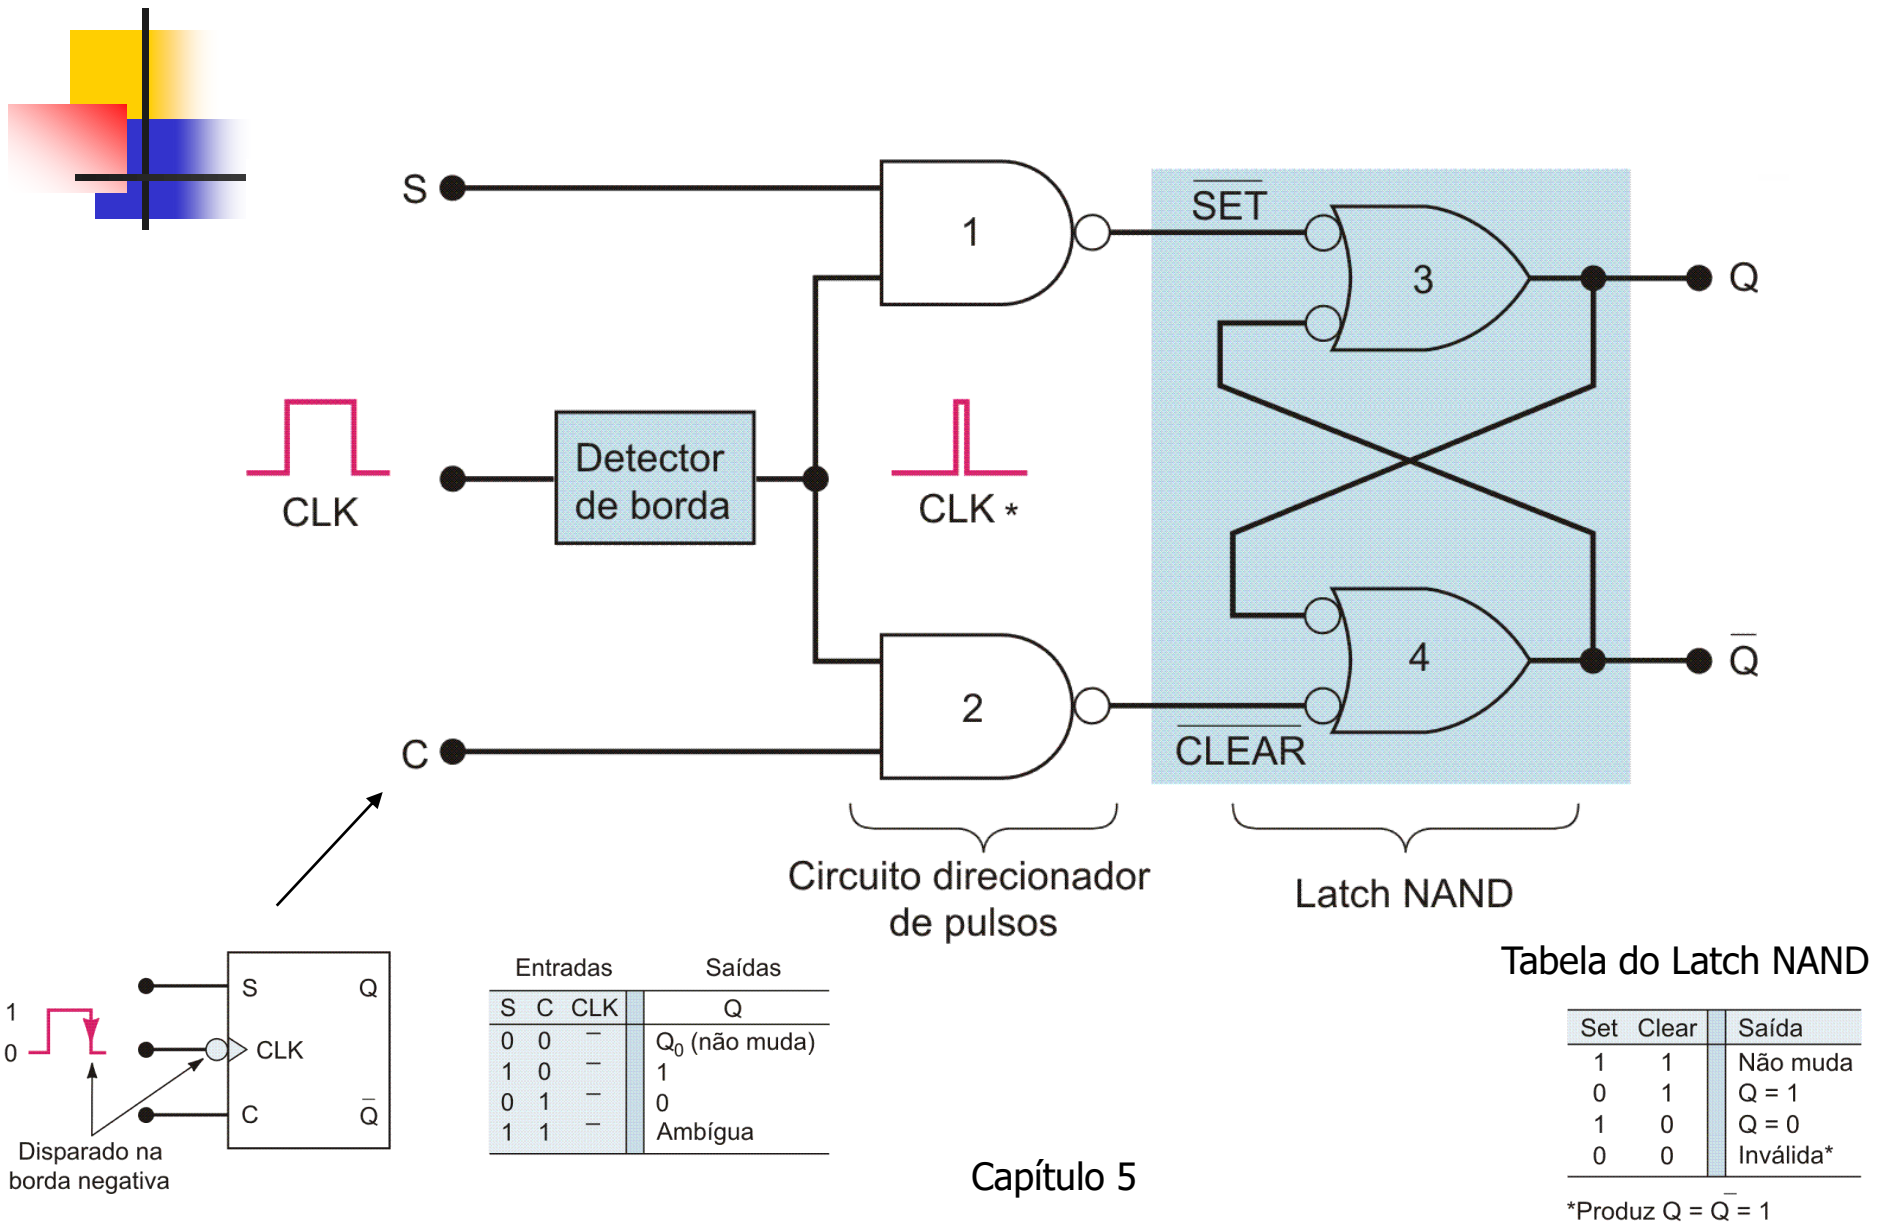 S
1
SET
3
Q
CLK
Detector
de borda
CLK *
4
Q
2
C
CLEAR
Circuito direcionador
de pulsos
Latch NAND
Tabela do Latch NAND
S Q
1
0
CLK
C Q
Disparado na
borda negativa
Entradas Saídas
S C CLK Q
0 0 – Q0 (não muda)
1 0 – 1
0 1 – 0
1 1 – Ambígua
Set Clear Saída
1 1 Não muda
0 1 Q = 1
1 0 Q = 0
0 0 Inválida*
*Produz Q = Q̅ = 1
Capítulo 5